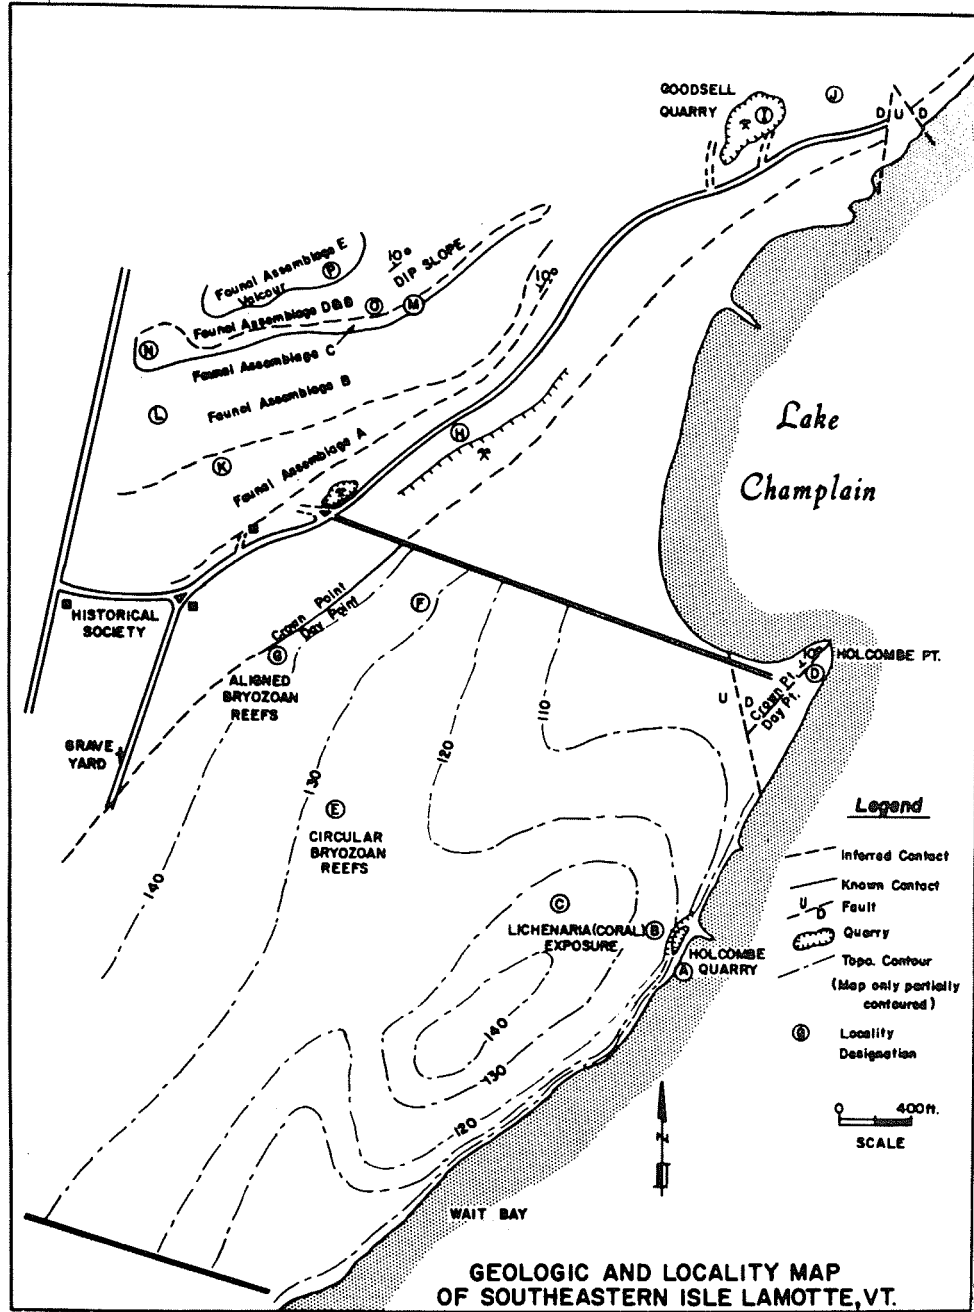 GOODSELL
QUARRY
I
J
D U D
Faunal Assemblage E
Valcour
P
10°
DIP SLOPE
Faunal Assemblage D&B
O
M
N
Faunal Assemblage C
10°
L
Faunal Assemblage B
K
Faunal Assemblage A
H
Lake
Champlain
HISTORICAL
SOCIETY
Crown Point
Day Point
F
G
ALIGNED
BRYOZOAN
REEFS
GRAVE
YARD
110
120
130
140
U D
Crown Pt.
Day Pt.
10°
D
HOLCOMBE PT.
E
CIRCULAR
BRYOZOAN
REEFS
C
LICHENARIA (CORAL)
EXPOSURE
B
HOLCOMBE
QUARRY
A
140
130
120
Legend
Inferred Contact
Known Contact
U D Fault
Quarry
Topo. Contour
(Map only partially
contoured)
G Locality
Designation
0 400ft.
SCALE
N
WAIT BAY
GEOLOGIC AND LOCALITY MAP
OF SOUTHEASTERN ISLE LAMOTTE, VT.